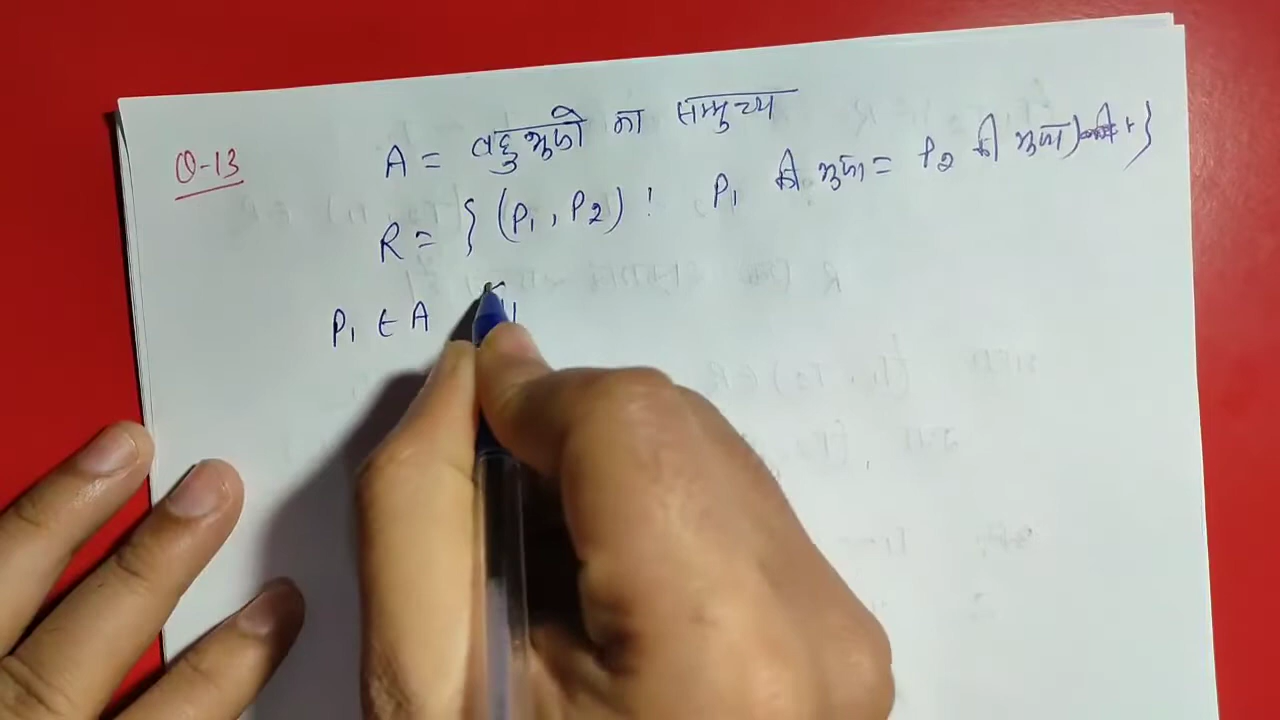 Q-13
A = बहुभुजो का समुच्चय
R = { (P₁, P₂) : P₁ की भुजा = P₂ की भुजा }
P₁ ∈ A